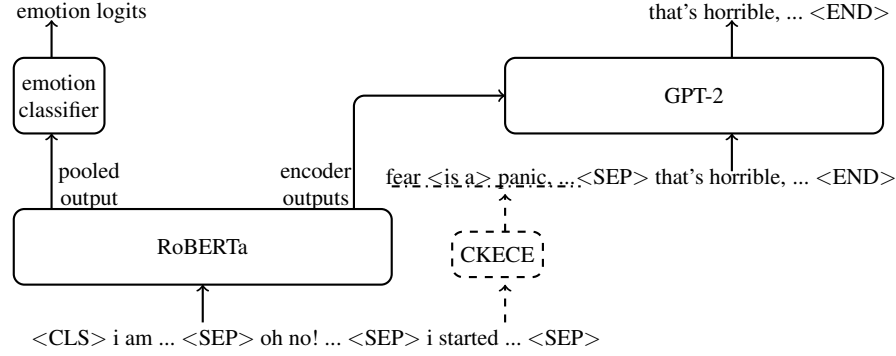 emotion logits
that's horrible, ... <END>
emotion
classifier
GPT-2
pooled
output
encoder
outputs
fear <is a> panic, ...<SEP> that's horrible, ... <END>
RoBERTa
CKECE
<CLS> i am ... <SEP> oh no! ... <SEP> i started ... <SEP>